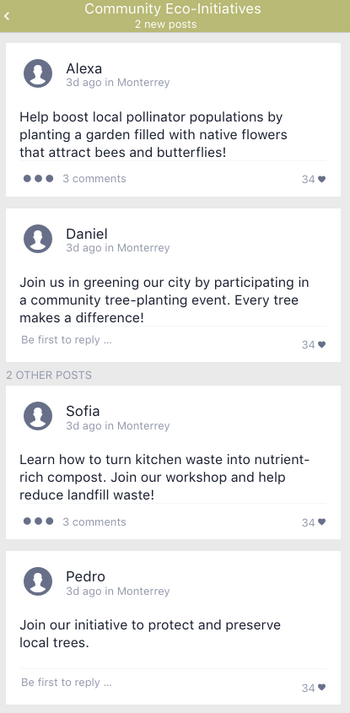 Community Eco-Initiatives
2 new posts
Alexa
3d ago in Monterrey
Help boost local pollinator populations by
planting a garden filled with native flowers
that attract bees and butterflies!
3 comments
34
Daniel
3d ago in Monterrey
Join us in greening our city by participating in
a community tree-planting event. Every tree
makes a difference!
Be first to reply ...
34
2 OTHER POSTS
Sofia
3d ago in Monterrey
Learn how to turn kitchen waste into nutrient-
rich compost. Join our workshop and help
reduce landfill waste!
3 comments
34
Pedro
3d ago in Monterrey
Join our initiative to protect and preserve
local trees.
Be first to reply ...
34